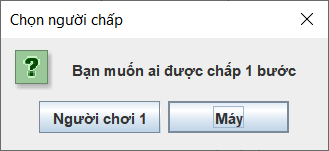 Chọn người chấp
Bạn muốn ai được chấp 1 bước
Người chơi 1
Máy